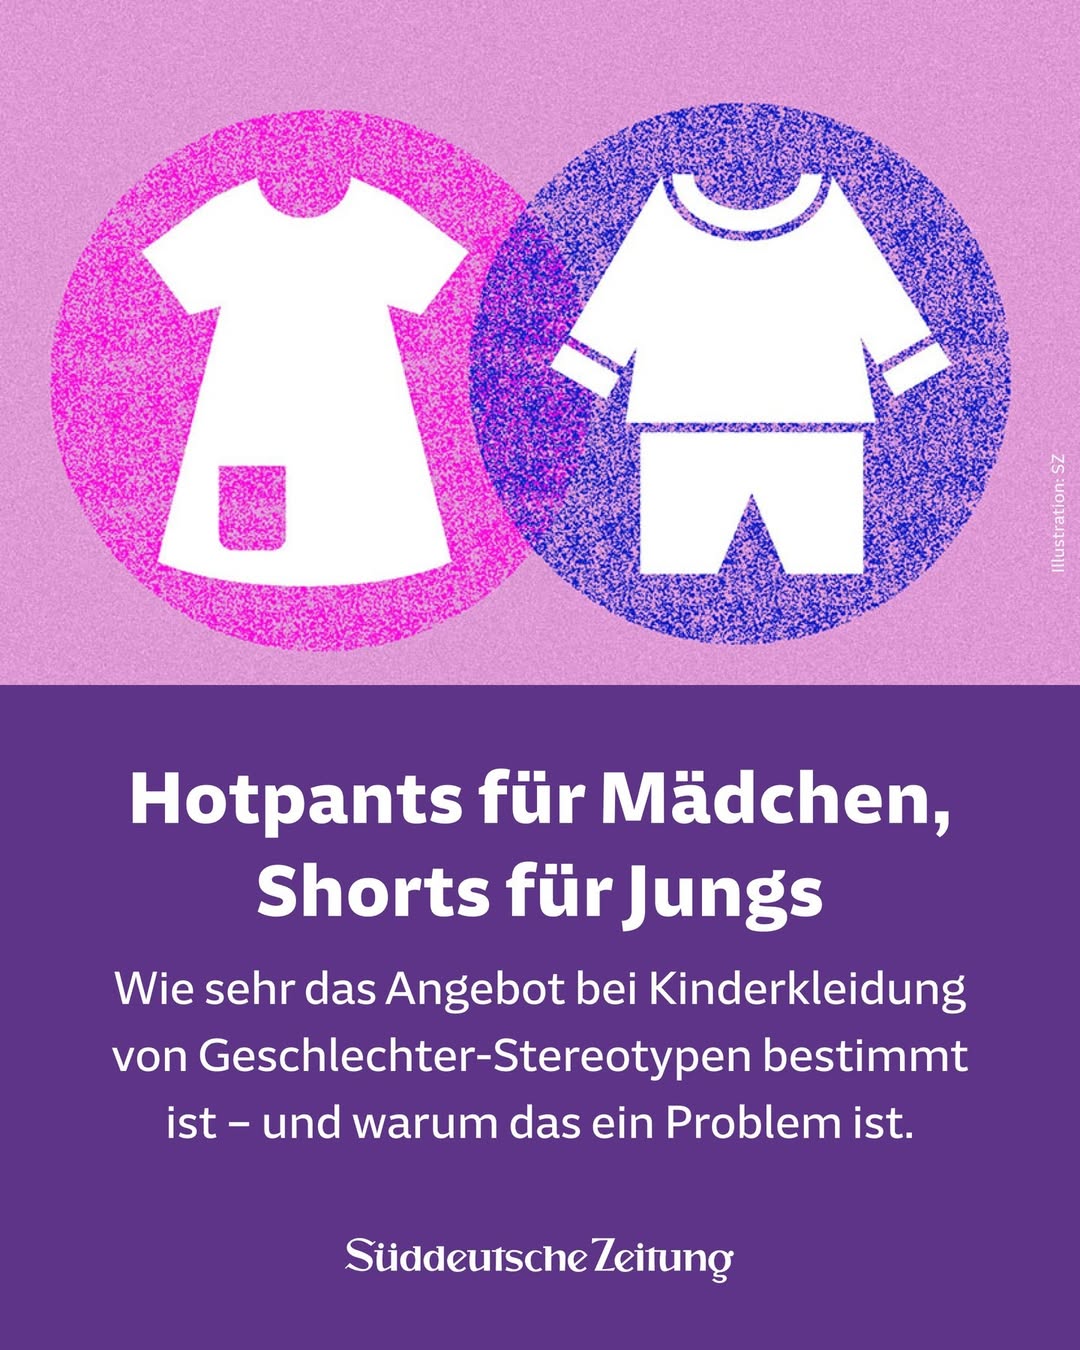 Illustration: SZ
Hotpants für Mädchen,
Shorts für Jungs
Wie sehr das Angebot bei Kinderkleidung
von Geschlechter-Stereotypen bestimmt
ist – und warum das ein Problem ist.
Süddeutsche Zeitung